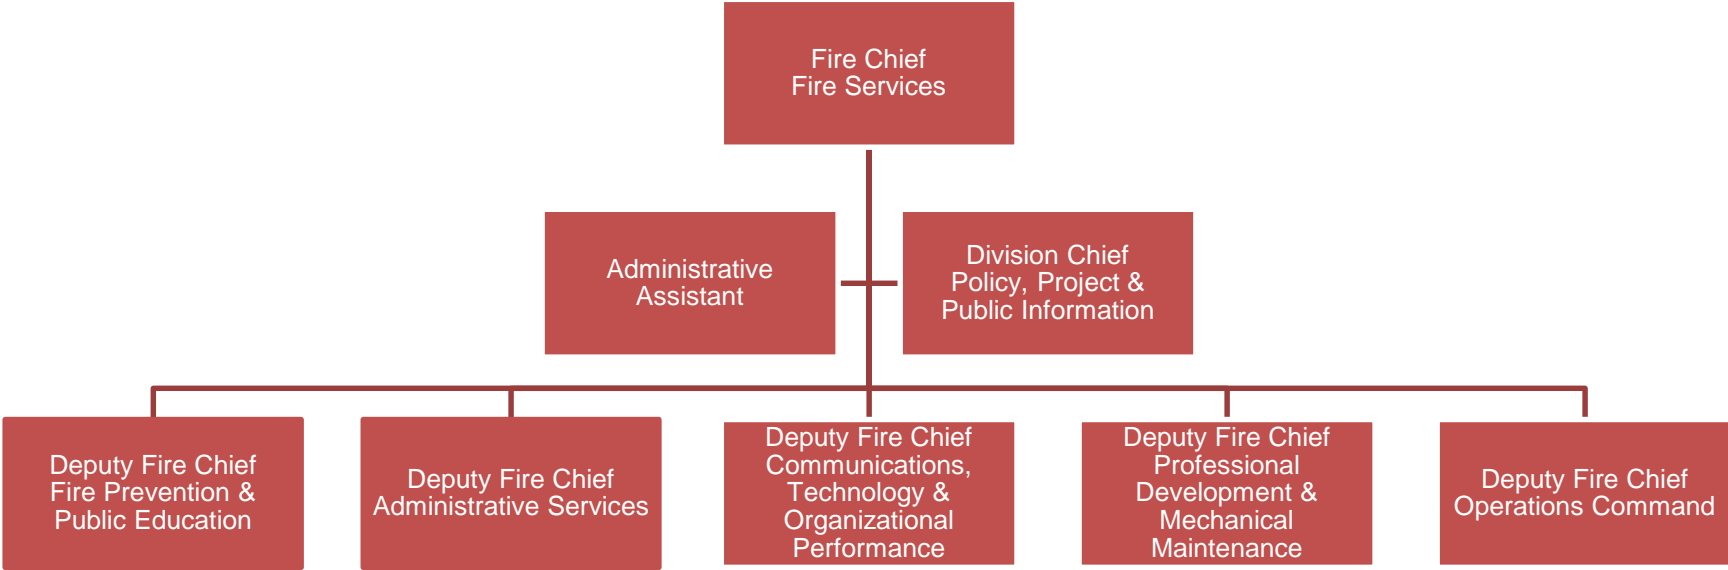 Fire Chief
Fire Services
Administrative
Assistant
Division Chief
Policy, Project &
Public Information
Deputy Fire Chief
Fire Prevention &
Public Education
Deputy Fire Chief
Administrative Services
Deputy Fire Chief
Communications,
Technology &
Organizational
Performance
Deputy Fire Chief
Professional
Development &
Mechanical
Maintenance
Deputy Fire Chief
Operations Command